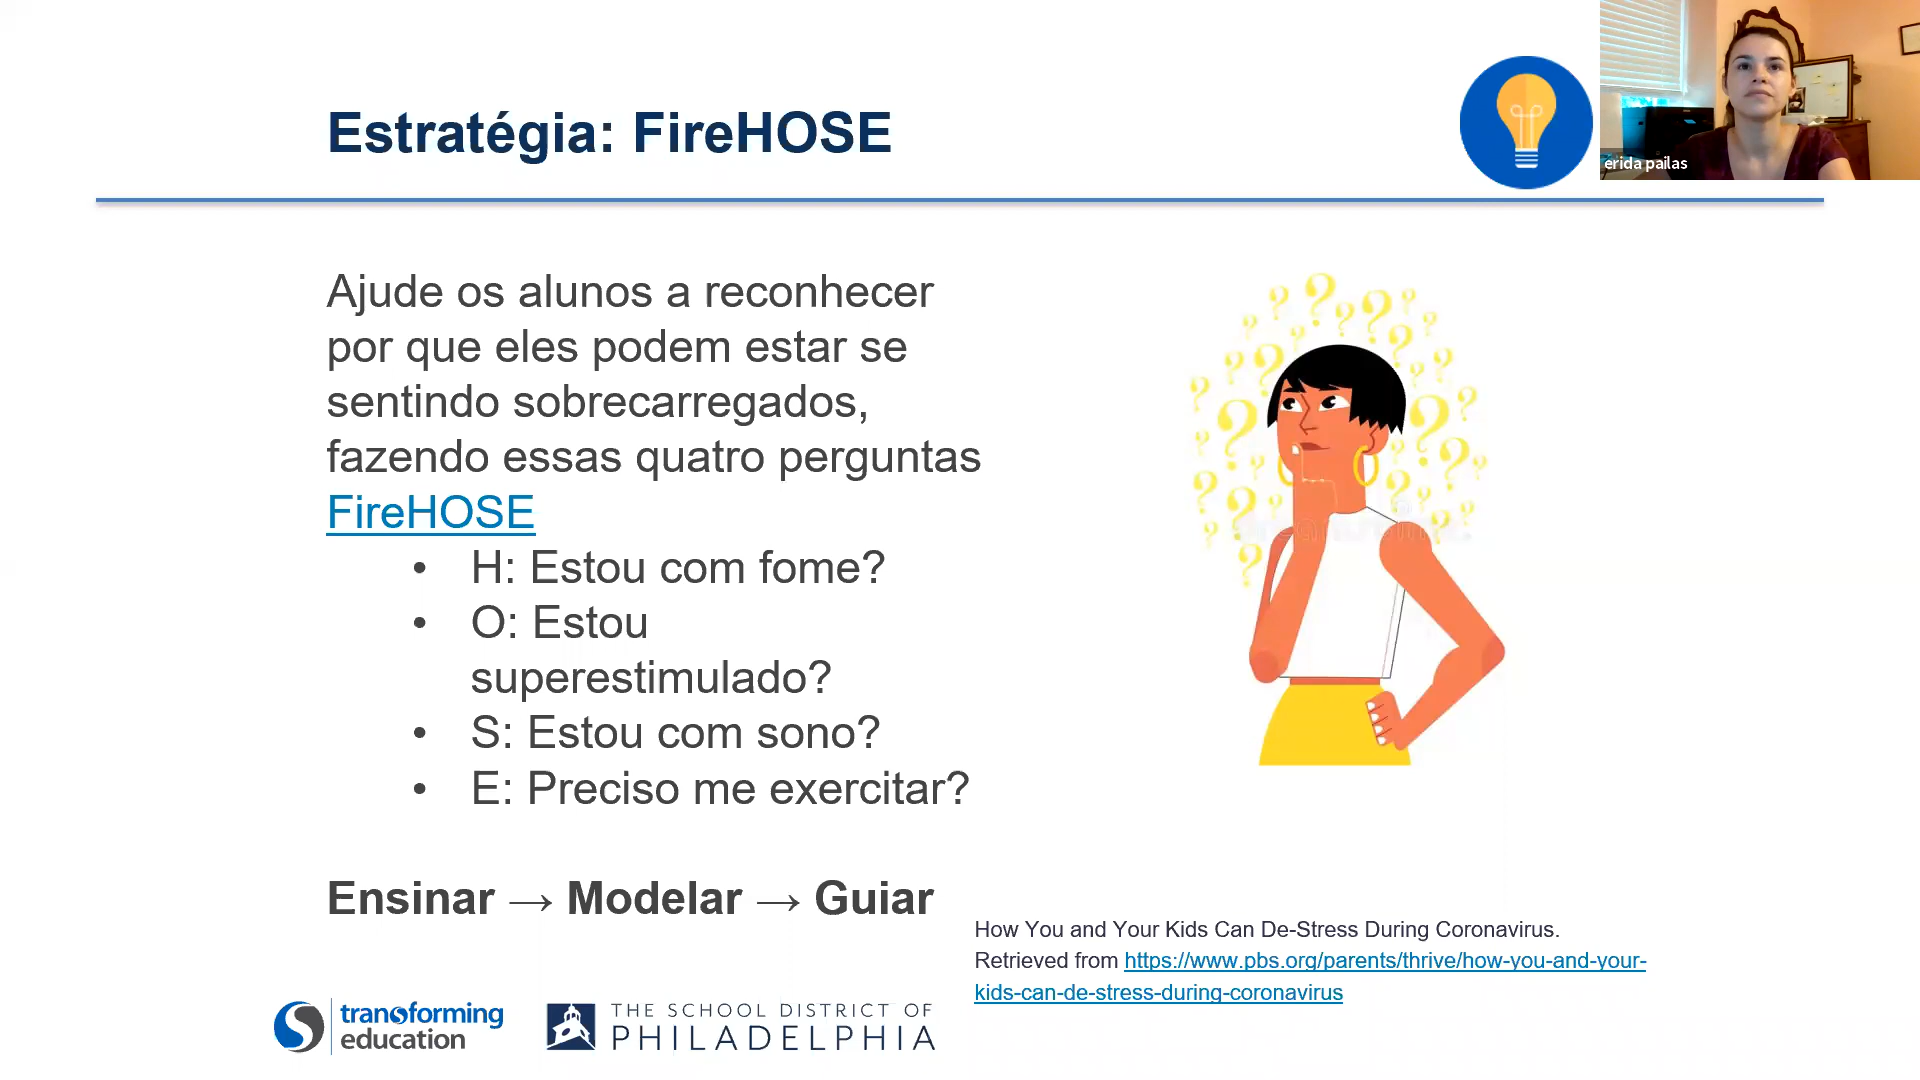 Estratégia: FireHOSE
erida pailas
Ajude os alunos a reconhecer
por que eles podem estar se
sentindo sobrecarregados,
fazendo essas quatro perguntas
FireHOSE
• H: Estou com fome?
• O: Estou
superestimulado?
• S: Estou com sono?
• E: Preciso me exercitar?
Ensinar → Modelar → Guiar
How You and Your Kids Can De-Stress During Coronavirus.
Retrieved from https://www.pbs.org/parents/thrive/how-you-and-your-
kids-can-de-stress-during-coronavirus
transforming
education
THE SCHOOL DISTRICT OF
PHILADELPHIA